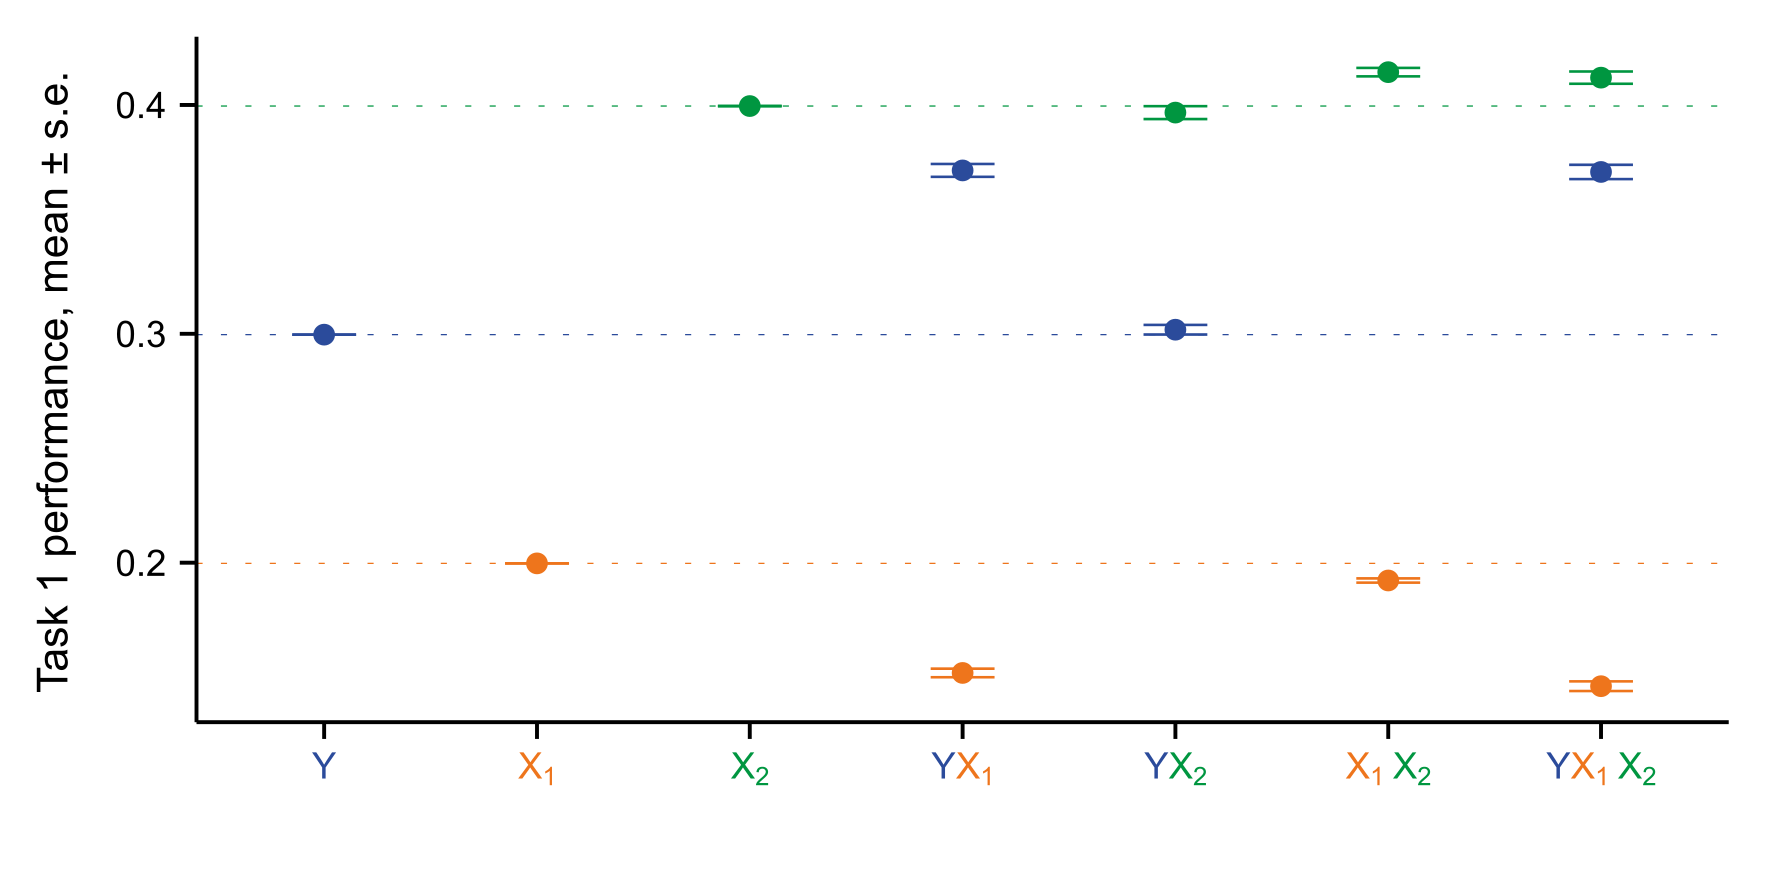 Task 1 performance, mean ± s.e.
0.4
0.3
0.2
Y X₁ X₂ YX₁ YX₂ X₁ X₂ YX₁ X₂